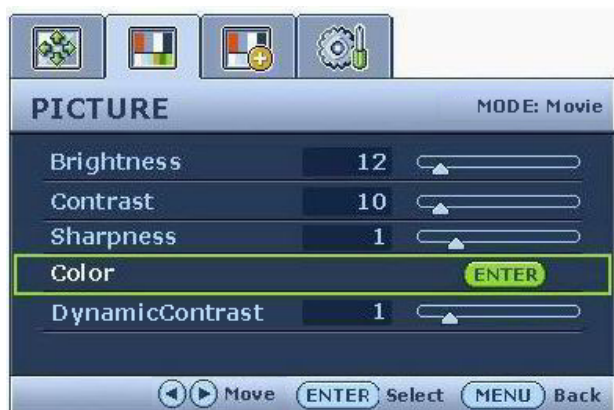 PICTURE MODE: Movie
Brightness 12
Contrast 10
Sharpness 1
Color ENTER
DynamicContrast 1
Move ENTER Select MENU Back